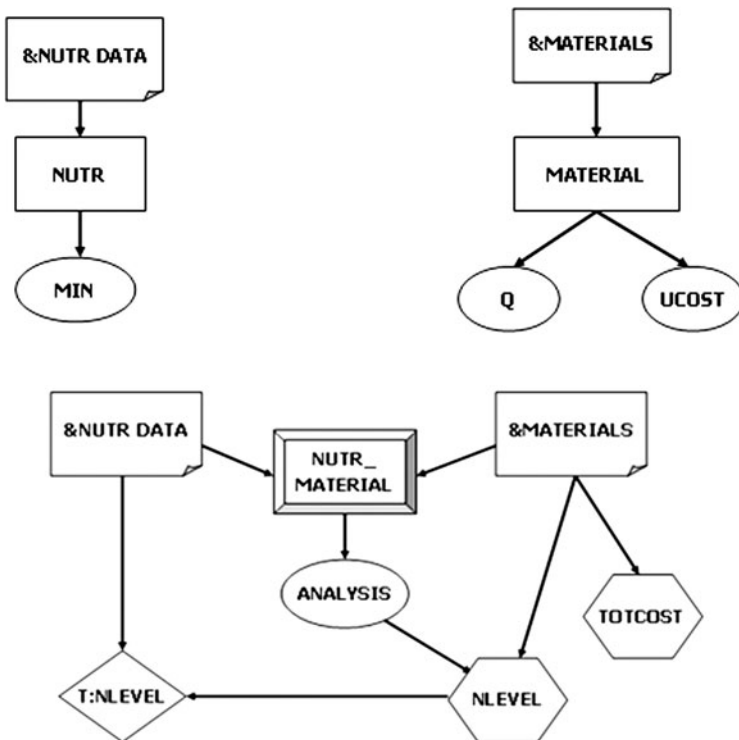 &NUTR DATA
&MATERIALS
NUTR
MATERIAL
MIN
Q
UCOST
&NUTR DATA
&MATERIALS
NUTR_
MATERIAL
ANALYSIS
TOTCOST
T:NLEVEL
NLEVEL